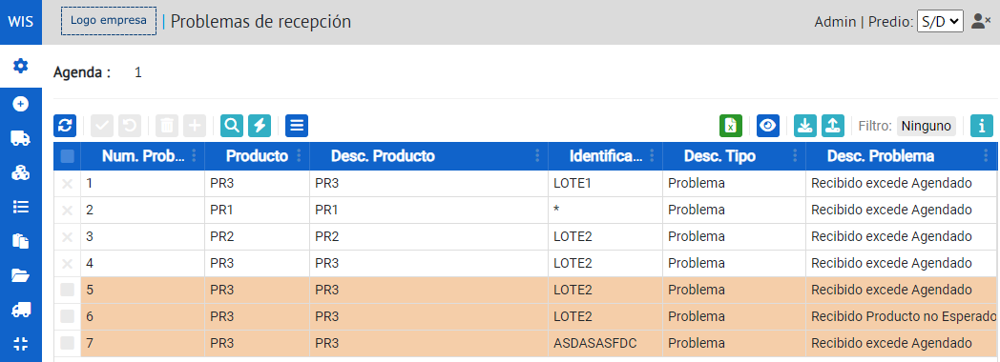 WIS Logo empresa | Problemas de recepción Admin | Predio: S/D
Agenda : 1
Filtro: Ninguno
Num. Prob... Producto Desc. Producto Identifica... Desc. Tipo Desc. Problema
1 PR3 PR3 LOTE1 Problema Recibido excede Agendado
2 PR1 PR1 * Problema Recibido excede Agendado
3 PR2 PR2 LOTE2 Problema Recibido excede Agendado
4 PR3 PR3 LOTE2 Problema Recibido excede Agendado
5 PR3 PR3 LOTE2 Problema Recibido excede Agendado
6 PR3 PR3 LOTE2 Problema Recibido Producto no Esperado
7 PR3 PR3 ASDASASFDC Problema Recibido excede Agendado